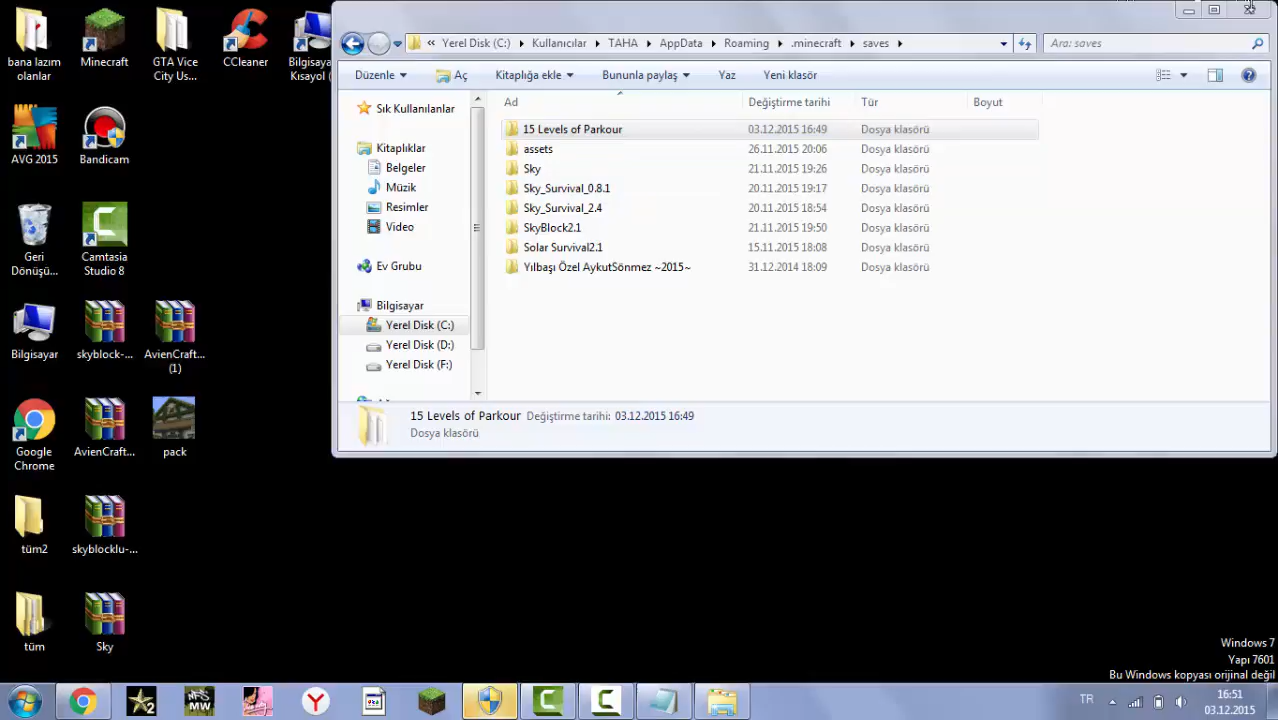 bana lazım
olanlar
Minecraft
GTA Vice
City Us...
CCleaner
Bilgisaya
Kısayol (
AVG 2015
Bandicam
Geri
Dönüşü...
Camtasia
Studio 8
Bilgisayar
skyblock-...
AvienCraft...
(1)
Google
Chrome
AvienCraft...
pack
tüm2
skyblocklu-...
tüm
Sky
« Yerel Disk (C:) Kullanıcılar TAHA AppData Roaming .minecraft saves
Ara: saves
Düzenle Aç Kitaplığa ekle Bununla paylaş Yaz Yeni klasör
Sık Kullanılanlar
Kitaplıklar
Belgeler
Müzik
Resimler
Video
Ev Grubu
Bilgisayar
Yerel Disk (C:)
Yerel Disk (D:)
Yerel Disk (F:)
Ad Değiştirme tarihi Tür Boyut
15 Levels of Parkour 03.12.2015 16:49 Dosya klasörü
assets 26.11.2015 20:06 Dosya klasörü
Sky 21.11.2015 19:26 Dosya klasörü
Sky_Survival_0.8.1 20.11.2015 19:17 Dosya klasörü
Sky_Survival_2.4 20.11.2015 18:54 Dosya klasörü
SkyBlock2.1 21.11.2015 19:50 Dosya klasörü
Solar Survival2.1 15.11.2015 18:08 Dosya klasörü
Yılbaşı Özel AykutSönmez ~2015~ 31.12.2014 18:09 Dosya klasörü
15 Levels of Parkour Değiştirme tarihi: 03.12.2015 16:49
Dosya klasörü
Windows 7
Yapı 7601
Bu Windows kopyası orijinal değil
2
NFS
MW
Y
TR
16:51
03.12.2015